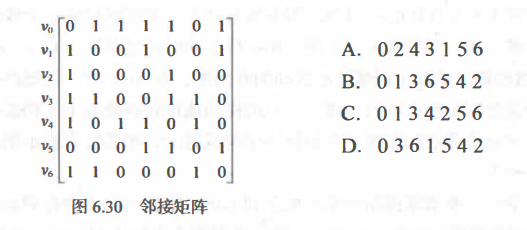 v₀ 0 1 1 1 1 0 1
v₁ 1 0 0 1 0 0 1
v₂ 1 0 0 0 1 0 0
v₃ 1 1 0 0 1 1 0
v₄ 1 0 1 1 0 1 0
v₅ 0 0 0 1 1 0 1
v₆ 1 1 0 0 0 1 0
图 6.30 邻接矩阵
A. 0 2 4 3 1 5 6
B. 0 1 3 6 5 4 2
C. 0 1 3 4 2 5 6
D. 0 3 6 1 5 4 2